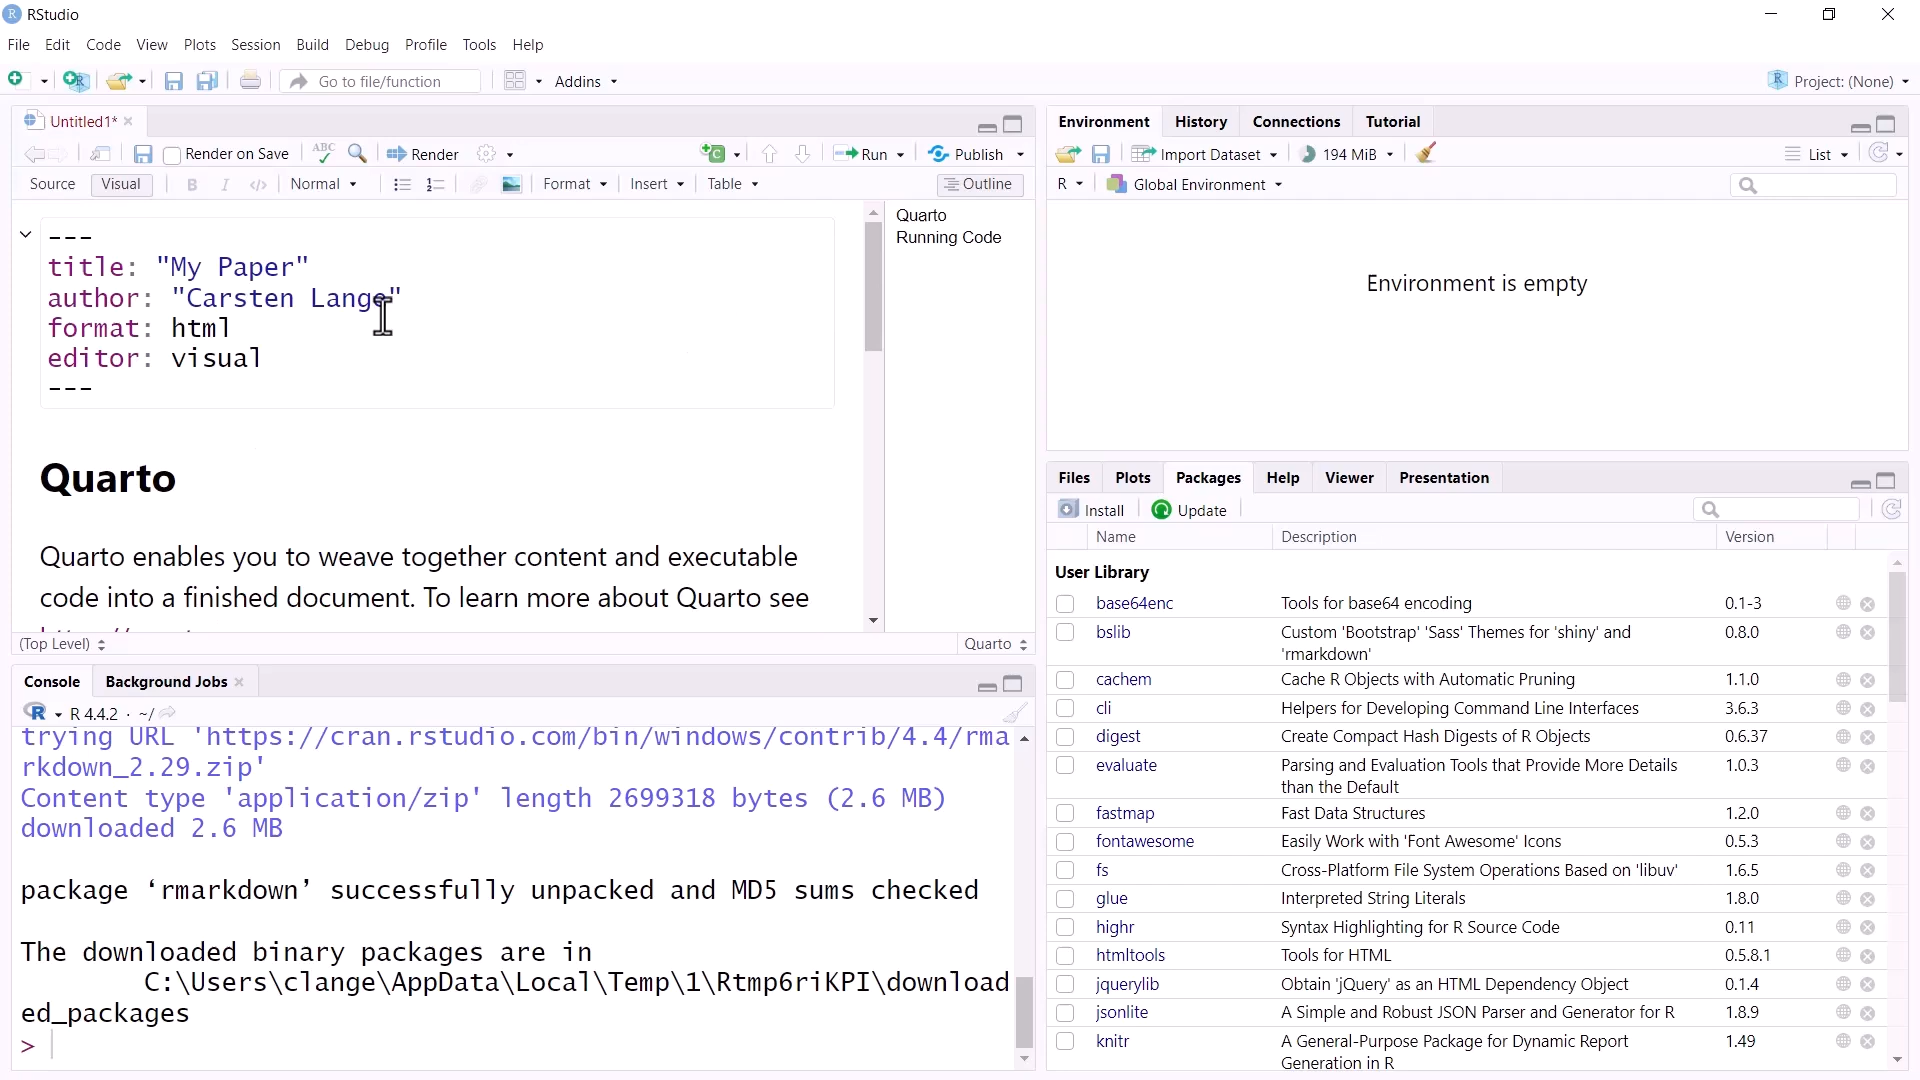 RStudio
File Edit Code View Plots Session Build Debug Profile Tools Help
Go to file/function Addins Project: (None)
Untitled1*
Render on Save ABC Render Run Publish
Source Visual B I </> Normal Format Insert Table Outline
---
title: "My Paper"
author: "Carsten Lange"
format: html
editor: visual
---
Quarto
Quarto enables you to weave together content and executable
code into a finished document. To learn more about Quarto see
Quarto
Running Code
(Top Level) Quarto
Console Background Jobs
R 4.4.2 · ~/
trying URL 'https://cran.rstudio.com/bin/windows/contrib/4.4/rma
rkdown_2.29.zip'
Content type 'application/zip' length 2699318 bytes (2.6 MB)
downloaded 2.6 MB
package ‘rmarkdown’ successfully unpacked and MD5 sums checked
The downloaded binary packages are in
C:\Users\clange\AppData\Local\Temp\1\Rtmp6riKPI\download
ed_packages
>
Environment History Connections Tutorial
Import Dataset 194 MiB List
R Global Environment
Environment is empty
Files Plots Packages Help Viewer Presentation
Install Update
Name Description Version
User Library
base64enc Tools for base64 encoding 0.1-3
bslib Custom 'Bootstrap' 'Sass' Themes for 'shiny' and 0.8.0
'rmarkdown'
cachem Cache R Objects with Automatic Pruning 1.1.0
cli Helpers for Developing Command Line Interfaces 3.6.3
digest Create Compact Hash Digests of R Objects 0.6.37
evaluate Parsing and Evaluation Tools that Provide More Details 1.0.3
than the Default
fastmap Fast Data Structures 1.2.0
fontawesome Easily Work with 'Font Awesome' Icons 0.5.3
fs Cross-Platform File System Operations Based on 'libuv' 1.6.5
glue Interpreted String Literals 1.8.0
highr Syntax Highlighting for R Source Code 0.11
htmltools Tools for HTML 0.5.8.1
jquerylib Obtain 'jQuery' as an HTML Dependency Object 0.1.4
jsonlite A Simple and Robust JSON Parser and Generator for R 1.8.9
knitr A General-Purpose Package for Dynamic Report 1.49
Generation in R